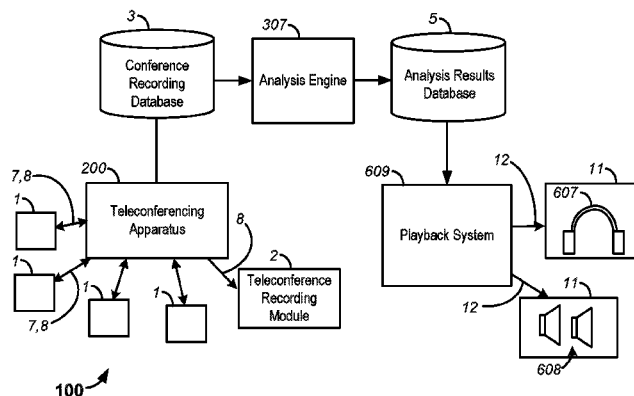 3
307
5
Conference
Recording
Database
Analysis Engine
Analysis Results
Database
200
7,8
1
Teleconferencing
Apparatus
8
609
12
11
607
Playback System
1
7,8
1
1
2
Teleconference
Recording
Module
12
11
608
100